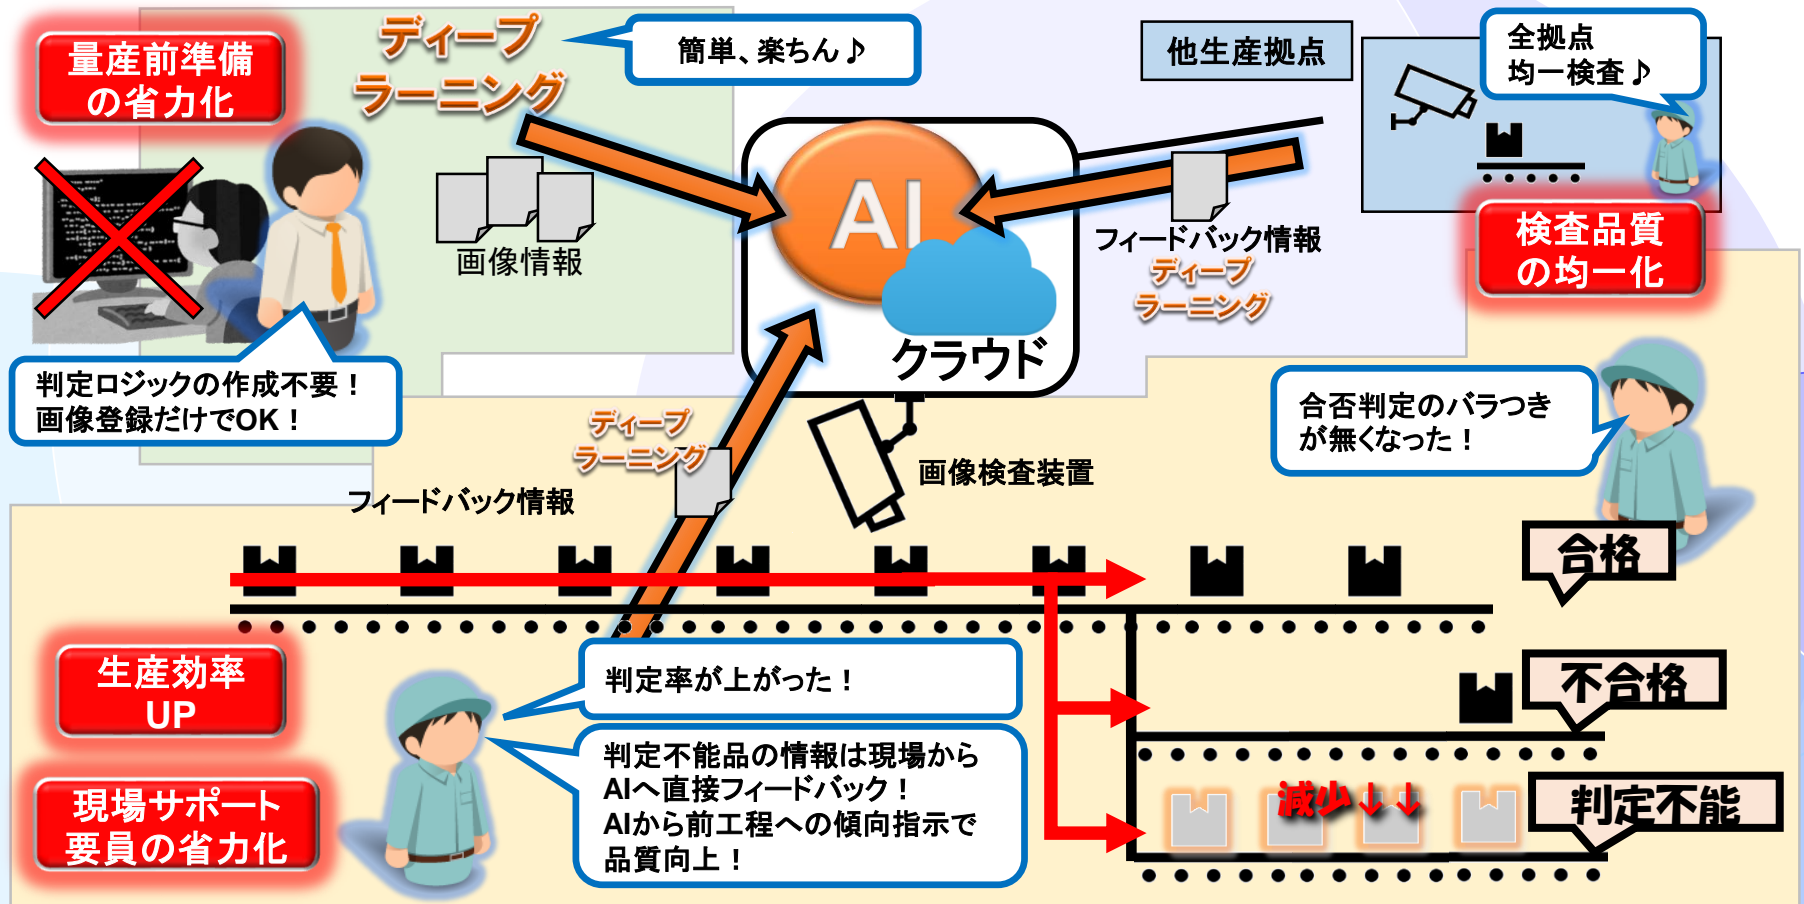 量産前準備
の省力化
ディープ
ラーニング
簡単、楽ちん♪
画像情報
判定ロジックの作成不要！
画像登録だけでOK！
AI
クラウド
他生産拠点
全拠点
均一検査♪
検査品質
の均一化
フィードバック情報
ディープ
ラーニング
ディープ
ラーニング
フィードバック情報
画像検査装置
合否判定のバラつき
が無くなった！
合格
不合格
判定不能
減少↓↓
生産効率
UP
現場サポート
要員の省力化
判定率が上がった！
判定不能品の情報は現場から
AIへ直接フィードバック！
AIから前工程への傾向指示で
品質向上！